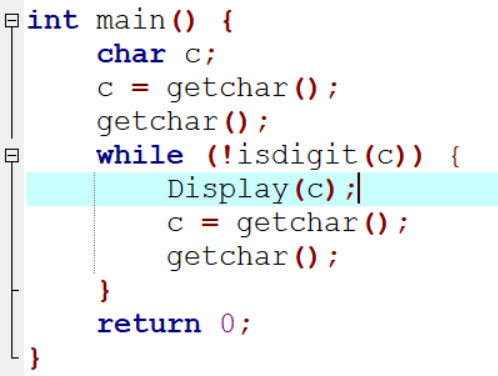 int main() {
char c;
c = getchar();
getchar();
while (!isdigit(c)) {
Display(c);
c = getchar();
getchar();
}
return 0;
}